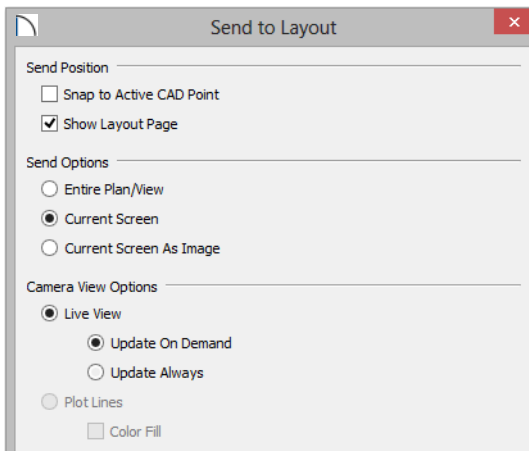 Send to Layout
Send Position
Snap to Active CAD Point
Show Layout Page
Send Options
Entire Plan/View
Current Screen
Current Screen As Image
Camera View Options
Live View
Update On Demand
Update Always
Plot Lines
Color Fill